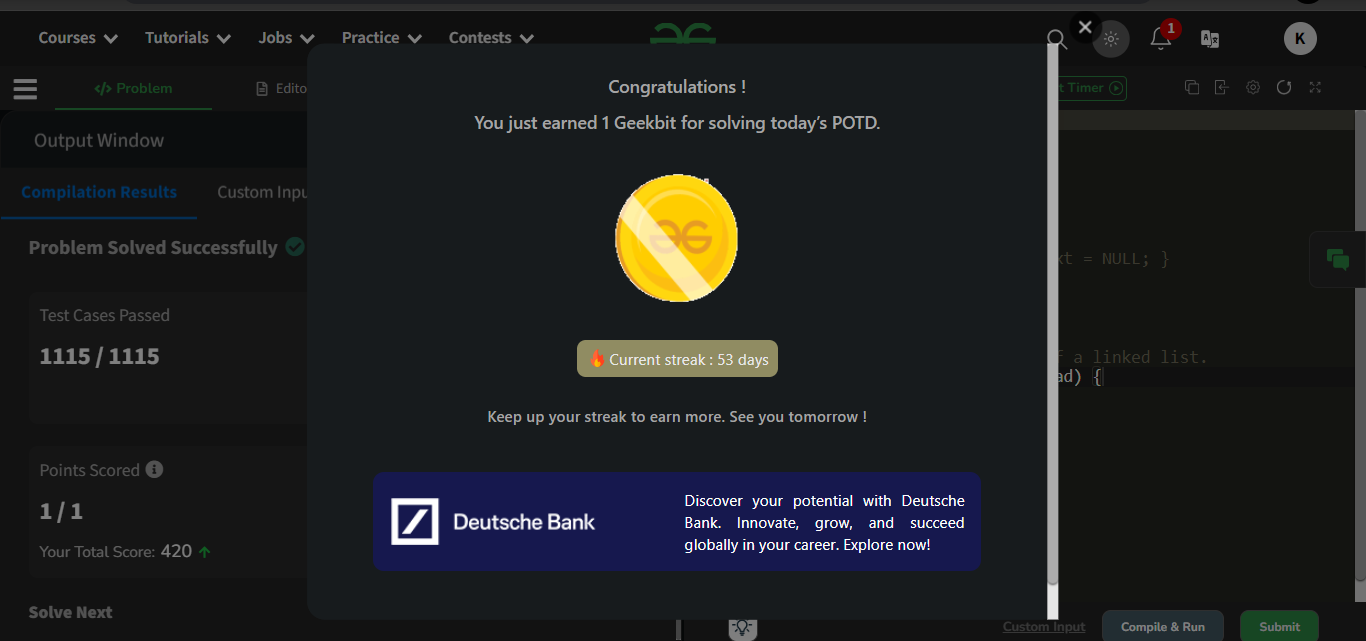 Courses Tutorials Jobs Practice Contests
1
K
Problem
Edito
t Timer
Output Window
Compilation Results Custom Inpu
Problem Solved Successfully
Test Cases Passed
1115 / 1115
Points Scored
1 / 1
Your Total Score: 420
Solve Next
Congratulations !
You just earned 1 Geekbit for solving today’s POTD.
Current streak : 53 days
Keep up your streak to earn more. See you tomorrow !
Deutsche Bank
Discover your potential with Deutsche
Bank. Innovate, grow, and succeed
globally in your career. Explore now!
xt = NULL; }
f a linked list.
ad) {
Custom Input Compile & Run Submit